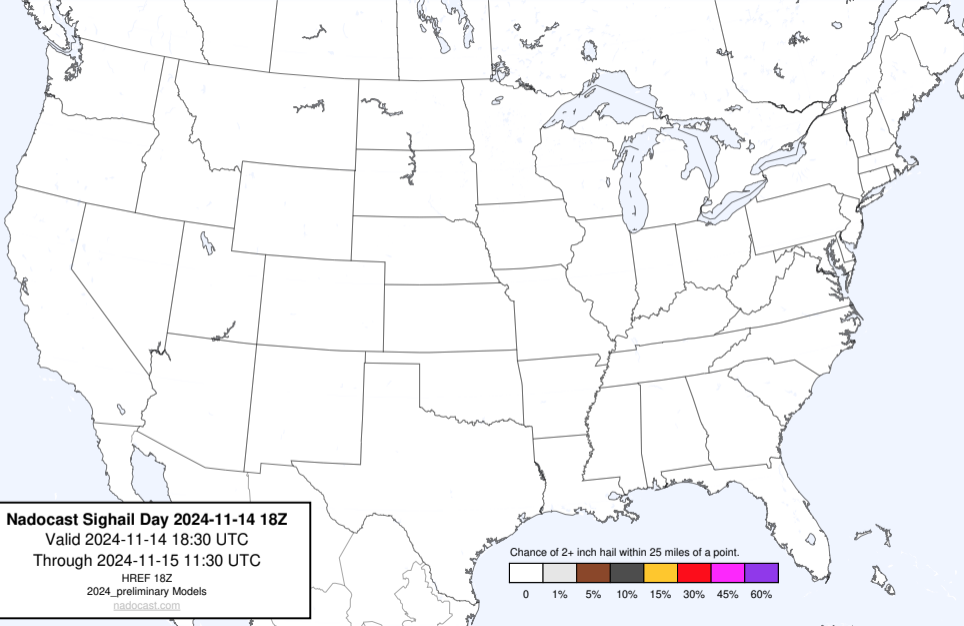 Nadocast Sighail Day 2024-11-14 18Z
Valid 2024-11-14 18:30 UTC
Through 2024-11-15 11:30 UTC
HREF 18Z
2024_preliminary Models
nadocast.com
Chance of 2+ inch hail within 25 miles of a point.
0 1% 5% 10% 15% 30% 45% 60%